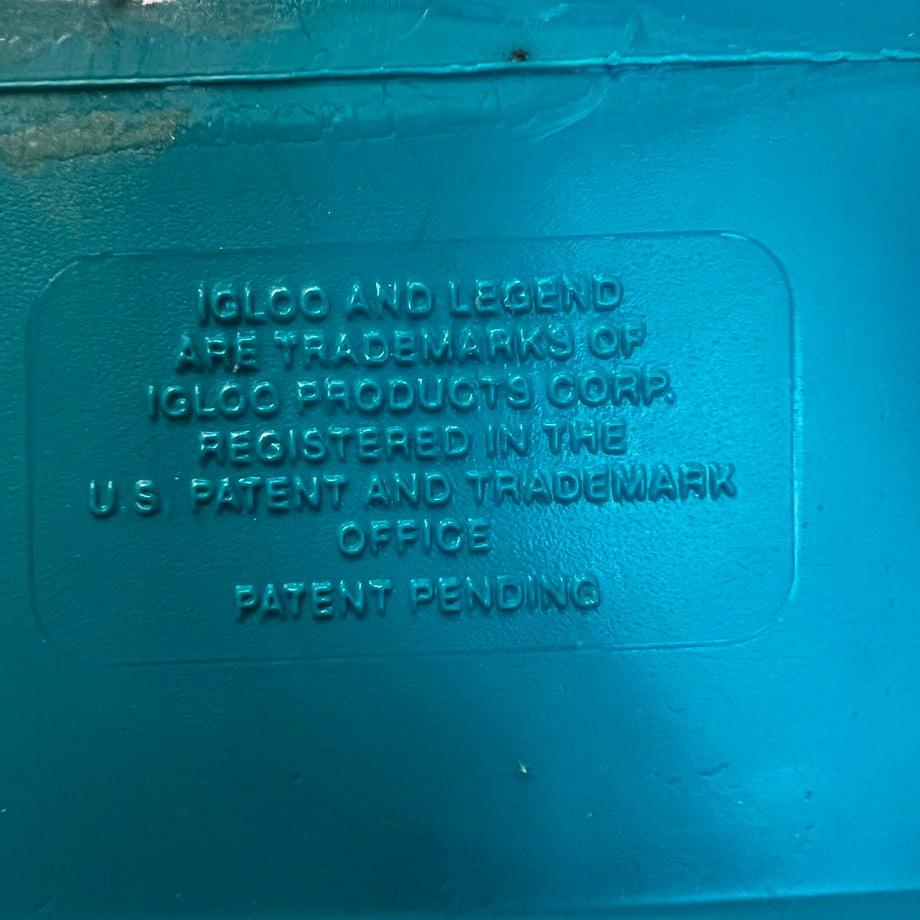 IGLOO AND LEGEND
ARE TRADEMARKS OF
IGLOO PRODUCTS CORP.
REGISTERED IN THE
U S PATENT AND TRADEMARK
OFFICE
PATENT PENDING